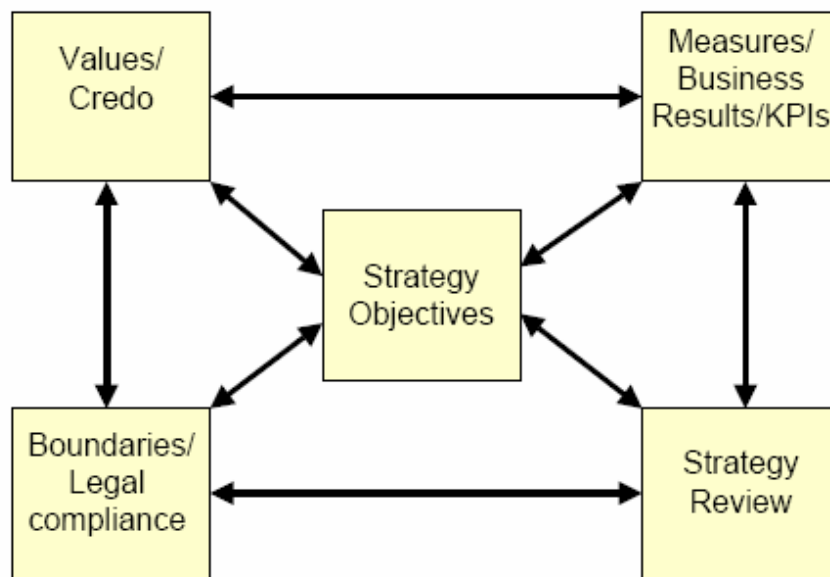 Values/
Credo
Measures/
Business
Results/KPIs
Strategy
Objectives
Boundaries/
Legal
compliance
Strategy
Review